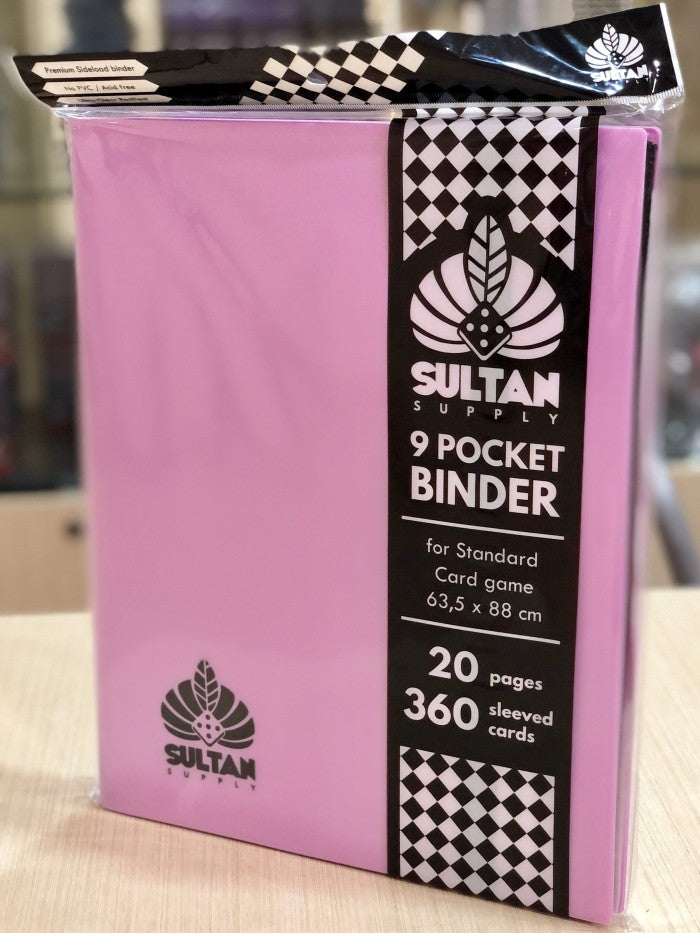 Premium Sideload binder
No PVC / Acid free
SULTAN
SULTAN
SUPPLY
9 POCKET
BINDER
for Standard
Card game
63,5 x 88 cm
20 pages
360 sleeved
cards
SULTAN
SUPPLY